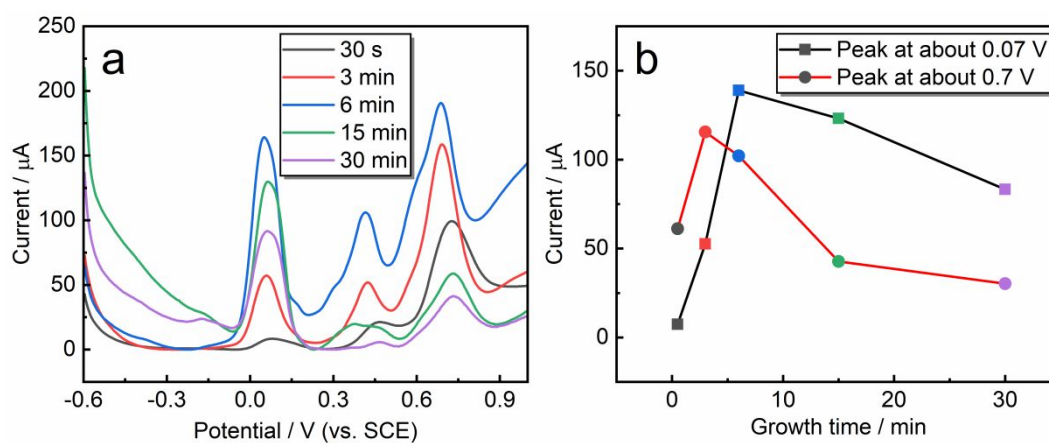 a
30 s
3 min
6 min
15 min
30 min
250
200
150
100
50
0
-0.6
-0.3
0.0
0.3
0.6
0.9
Current / μA
Potential / V (vs. SCE)
b
Peak at about 0.07 V
Peak at about 0.7 V
150
100
50
0
0
10
20
30
Current / μA
Growth time / min